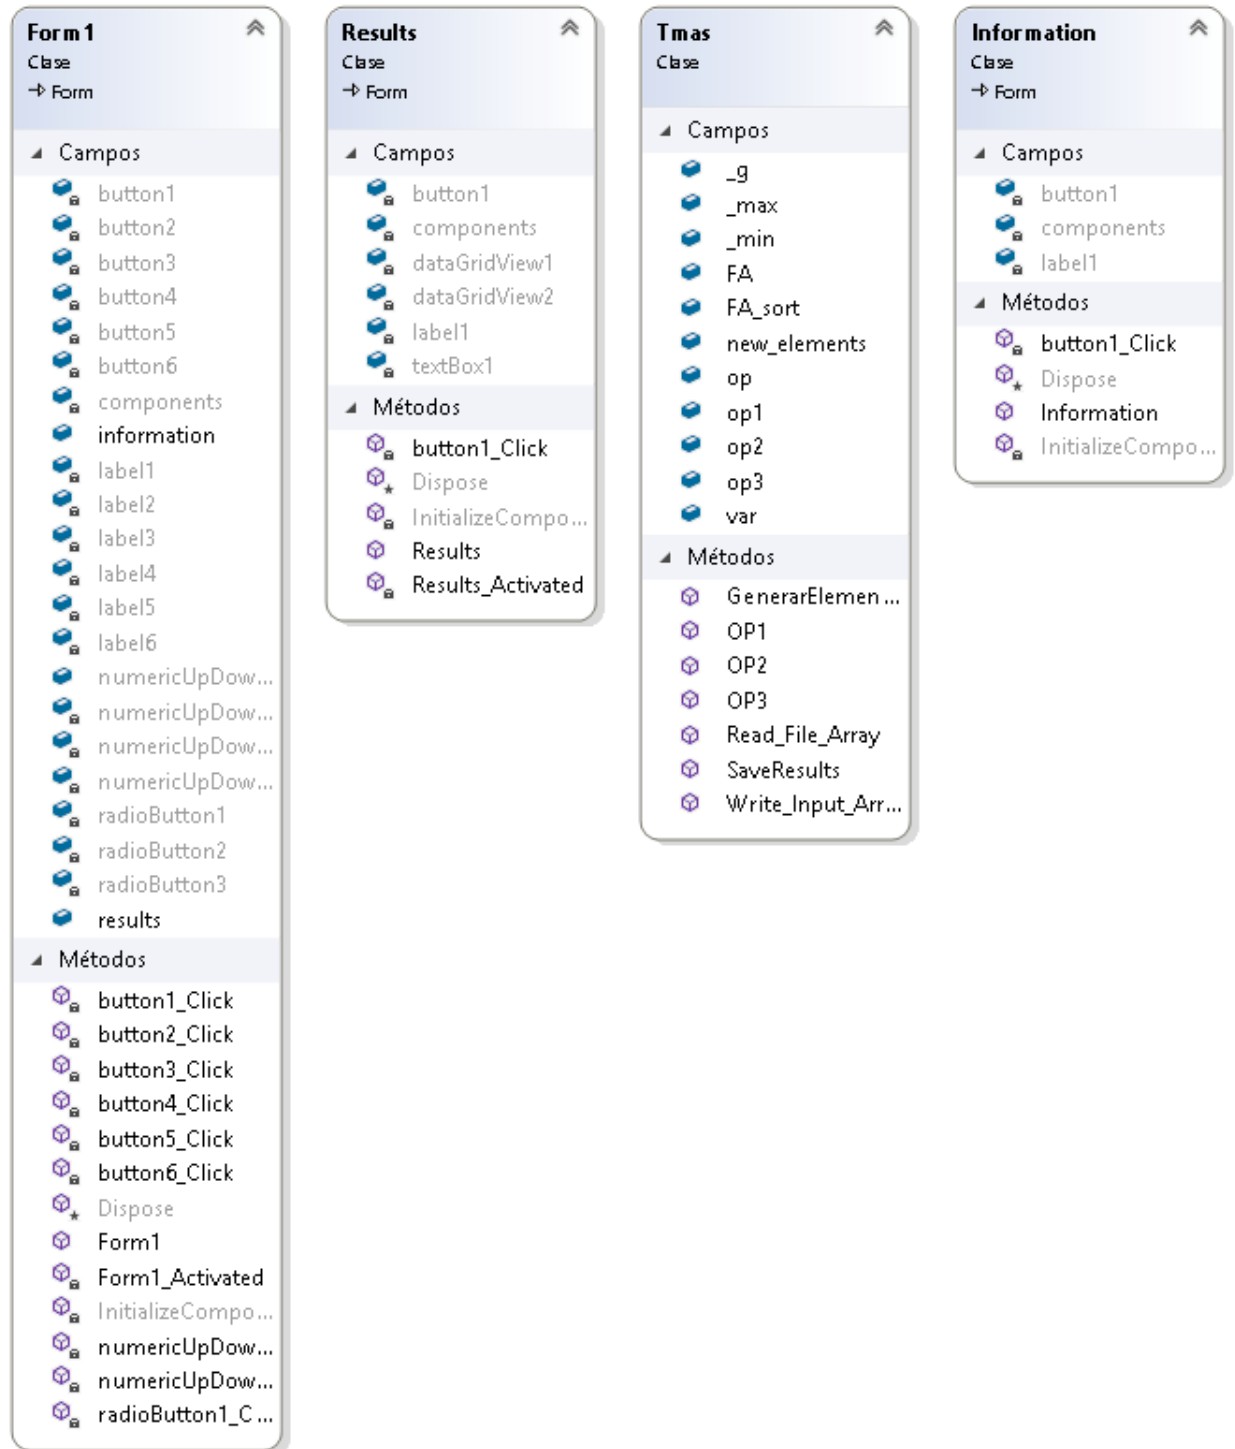 Form1
Clase
Form
Campos
button1
button2
button3
button4
button5
button6
components
information
label1
label2
label3
label4
label5
label6
numericUpDow...
numericUpDow...
numericUpDow...
numericUpDow...
radioButton1
radioButton2
radioButton3
results
Métodos
button1_Click
button2_Click
button3_Click
button4_Click
button5_Click
button6_Click
Dispose
Form1
Form1_Activated
InitializeCompo...
numericUpDow...
numericUpDow...
radioButton1_C...
Results
Clase
Form
Campos
button1
components
dataGridView1
dataGridView2
label1
textBox1
Métodos
button1_Click
Dispose
InitializeCompo...
Results
Results_Activated
Tmas
Clase
Campos
_g
_max
_min
FA
FA_sort
new_elements
op
op1
op2
op3
var
Métodos
GenerarElemen...
OP1
OP2
OP3
Read_File_Array
SaveResults
Write_Input_Arr...
Information
Clase
Form
Campos
button1
components
label1
Métodos
button1_Click
Dispose
Information
InitializeCompo...